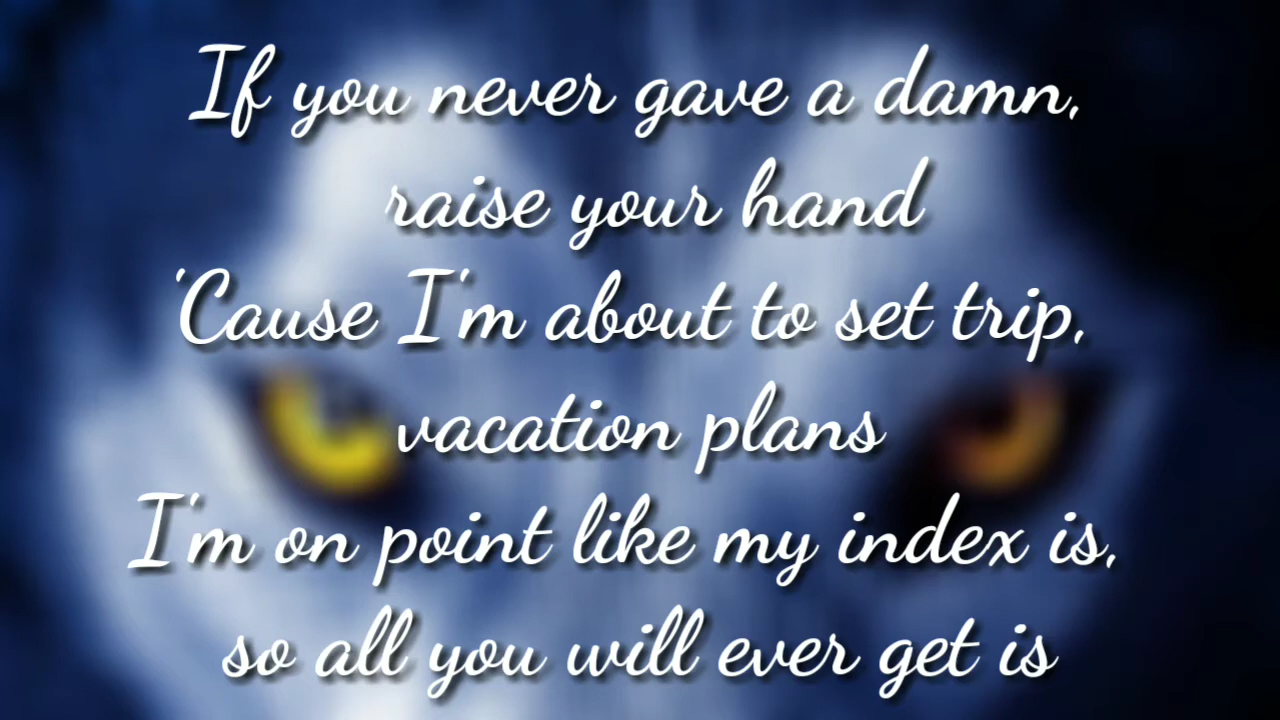 If you never gave a damn,
raise your hand
'Cause I'm about to set trip,
vacation plans
I'm on point like my index is,
so all you will ever get is